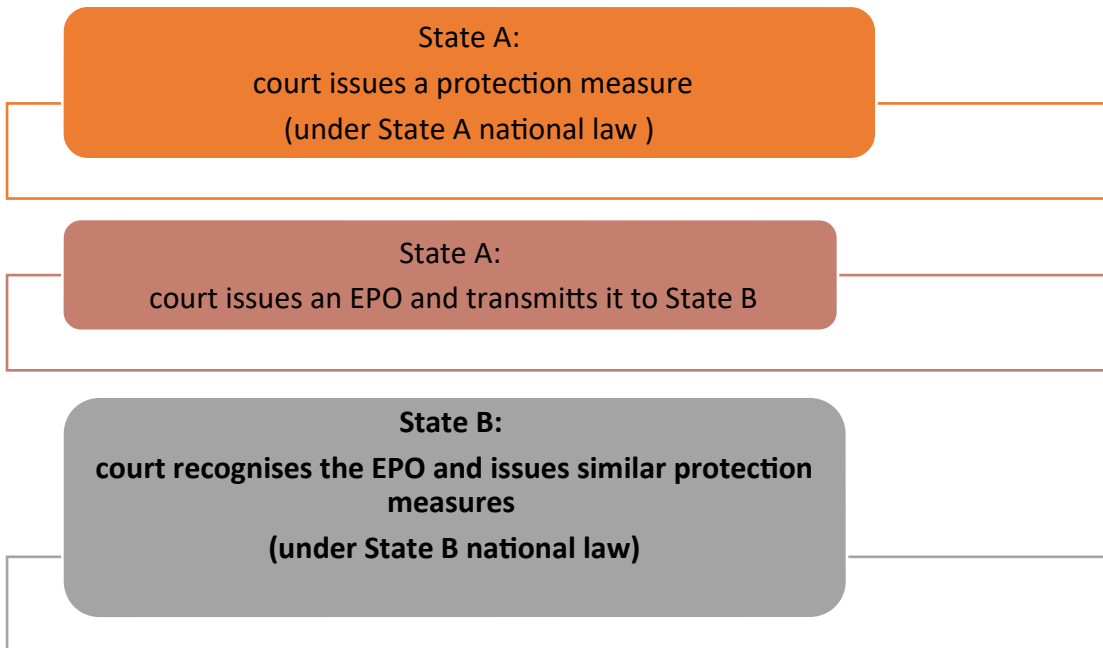 State A:
court issues a protection measure
(under State A national law )
State A:
court issues an EPO and transmitts it to State B
State B:
court recognises the EPO and issues similar protection
measures
(under State B national law)